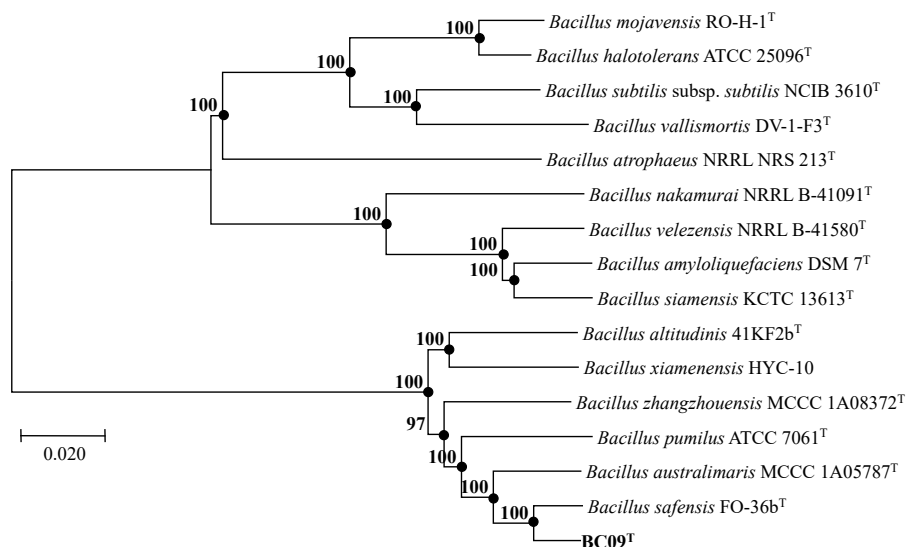 100
Bacillus mojavensis RO-H-1ᵀ
Bacillus halotolerans ATCC 25096ᵀ
100
100
Bacillus subtilis subsp. subtilis NCIB 3610ᵀ
100
Bacillus vallismortis DV-1-F3ᵀ
100
Bacillus atrophaeus NRRL NRS 213ᵀ
Bacillus nakamurai NRRL B-41091ᵀ
100
Bacillus velezensis NRRL B-41580ᵀ
100
Bacillus amyloliquefaciens DSM 7ᵀ
100
Bacillus siamensis KCTC 13613ᵀ
Bacillus altitudinis 41KF2bᵀ
100
Bacillus xiamenensis HYC-10
100
Bacillus zhangzhouensis MCCC 1A08372ᵀ
97
Bacillus pumilus ATCC 7061ᵀ
0.020
100
Bacillus australimaris MCCC 1A05787ᵀ
100
Bacillus safensis FO-36bᵀ
100
BC09ᵀ